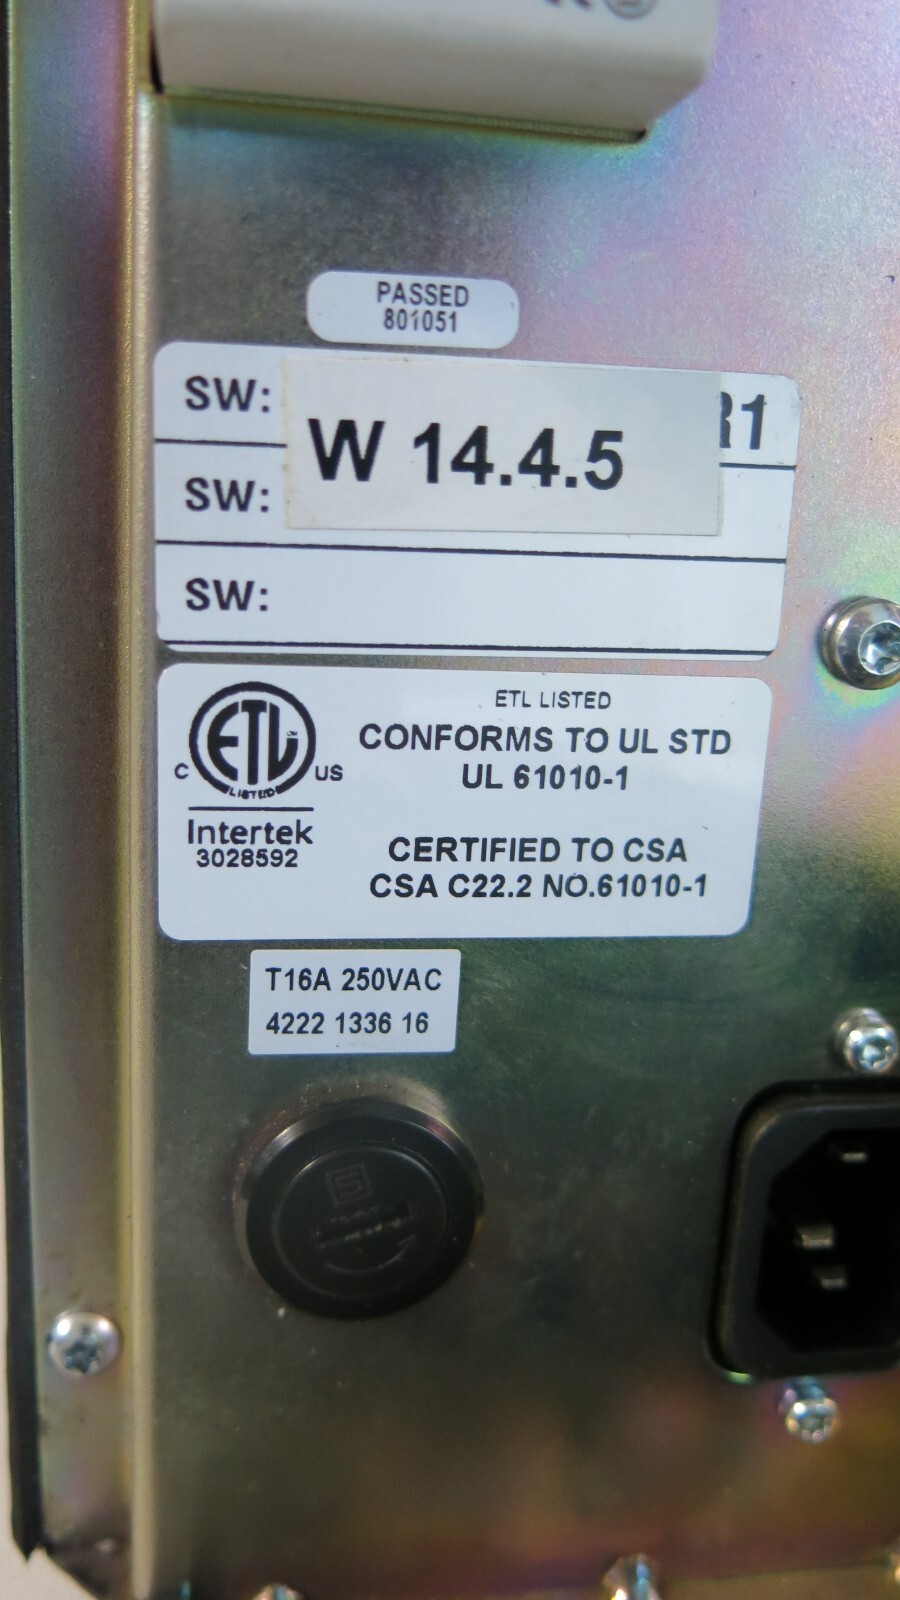 PASSED
801051
SW:
R1
W 14.4.5
SW:
SW:
ETL LISTED
CONFORMS TO UL STD
UL 61010-1
ETL
LISTED
C
US
Intertek
3028592
CERTIFIED TO CSA
CSA C22.2 NO.61010-1
T16A 250VAC
4222 1336 16